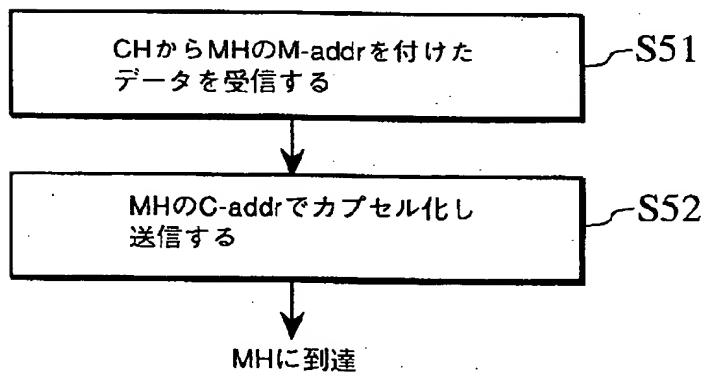 CHからMHのM-addrを付けた
データを受信する
S51
MHのC-addrでカプセル化し
送信する
S52
MHに到達